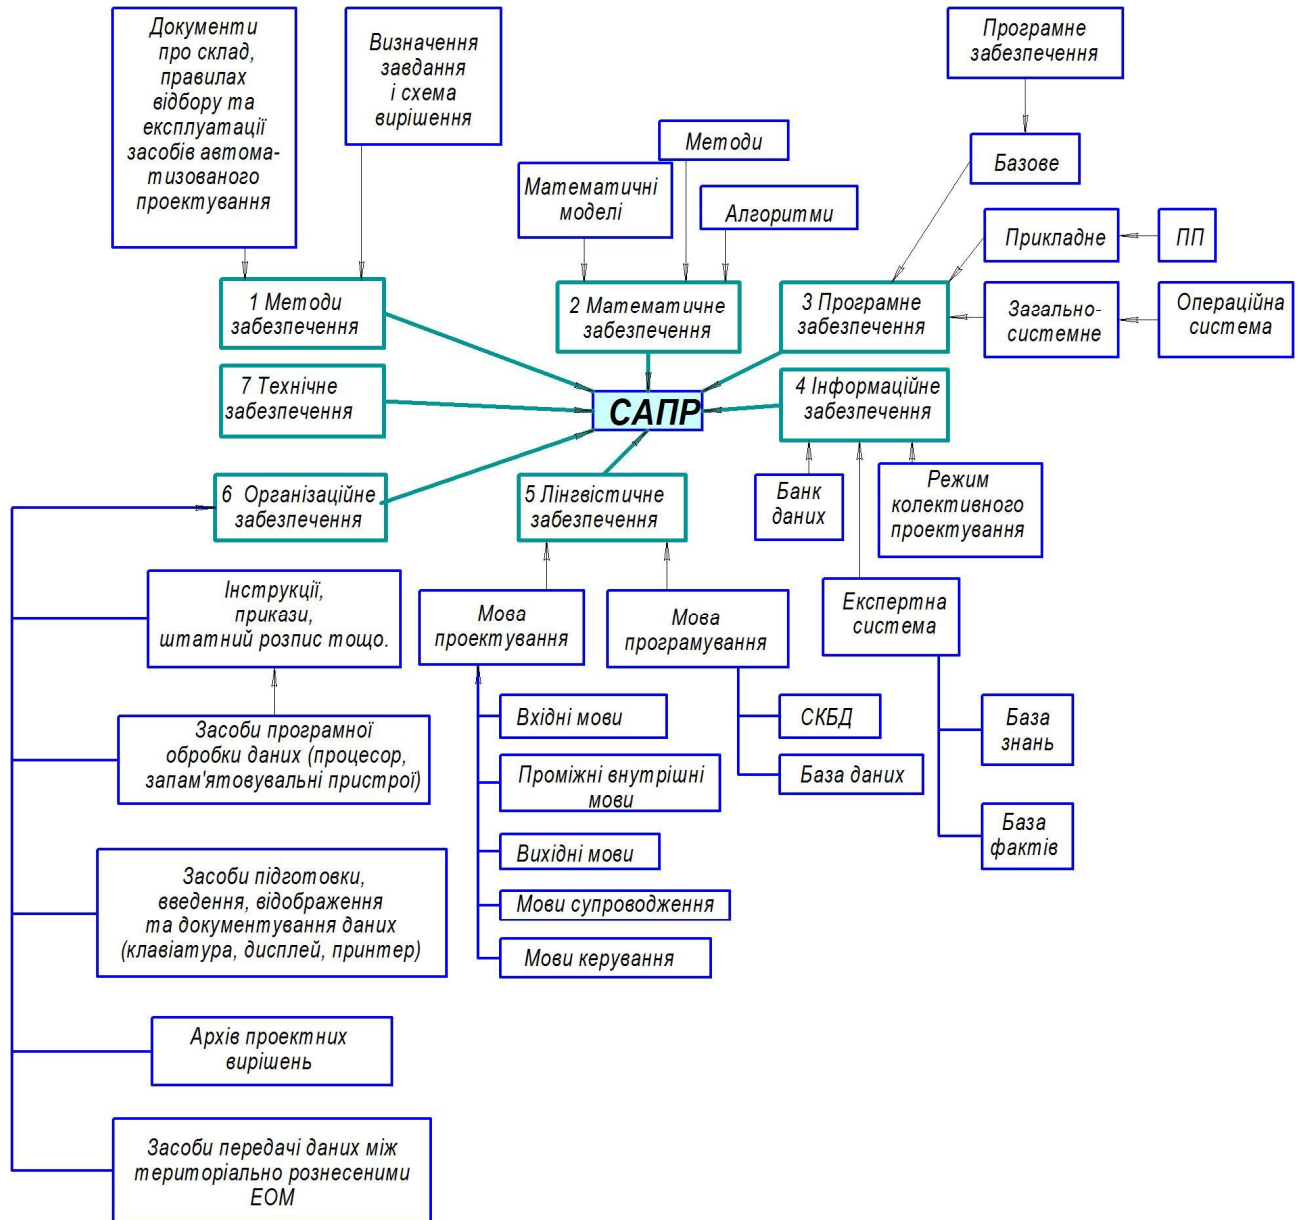 Документи
про склад,
правилах
відбору та
експлуатації
засобів автома-
тизованого
проектування
Визначення
завдання
і схема
вирішення
Програмне
забезпечення
Методи
Базове
Математичні
моделі
Алгоритми
Прикладне
ПП
1 Методи
забезпечення
2 Математичне
забезпечення
3 Програмне
забезпечення
Загально-
системне
Операційна
система
7 Технічне
забезпечення
САПР
4 Інформаційне
забезпечення
6 Організаційне
забезпечення
5 Лінгвістичне
забезпечення
Банк
даних
Режим
колективного
проектування
Інструкції,
прикази,
штатний розпис тощо.
Мова
проектування
Мова
програмування
Експертна
система
Засоби програмної
обробки даних (процесор,
запам'ятовувальні пристрої)
Вхідні мови
СКБД
База
знань
Проміжні внутрішні
мови
База даних
Вихідні мови
База
фактів
Засоби підготовки,
введення, відображення
та документування даних
(клавіатура, дисплей, принтер)
Мови супроводження
Мови керування
Архів проектних
вирішень
Засоби передачі даних між
територіально рознесеними
ЕОМ